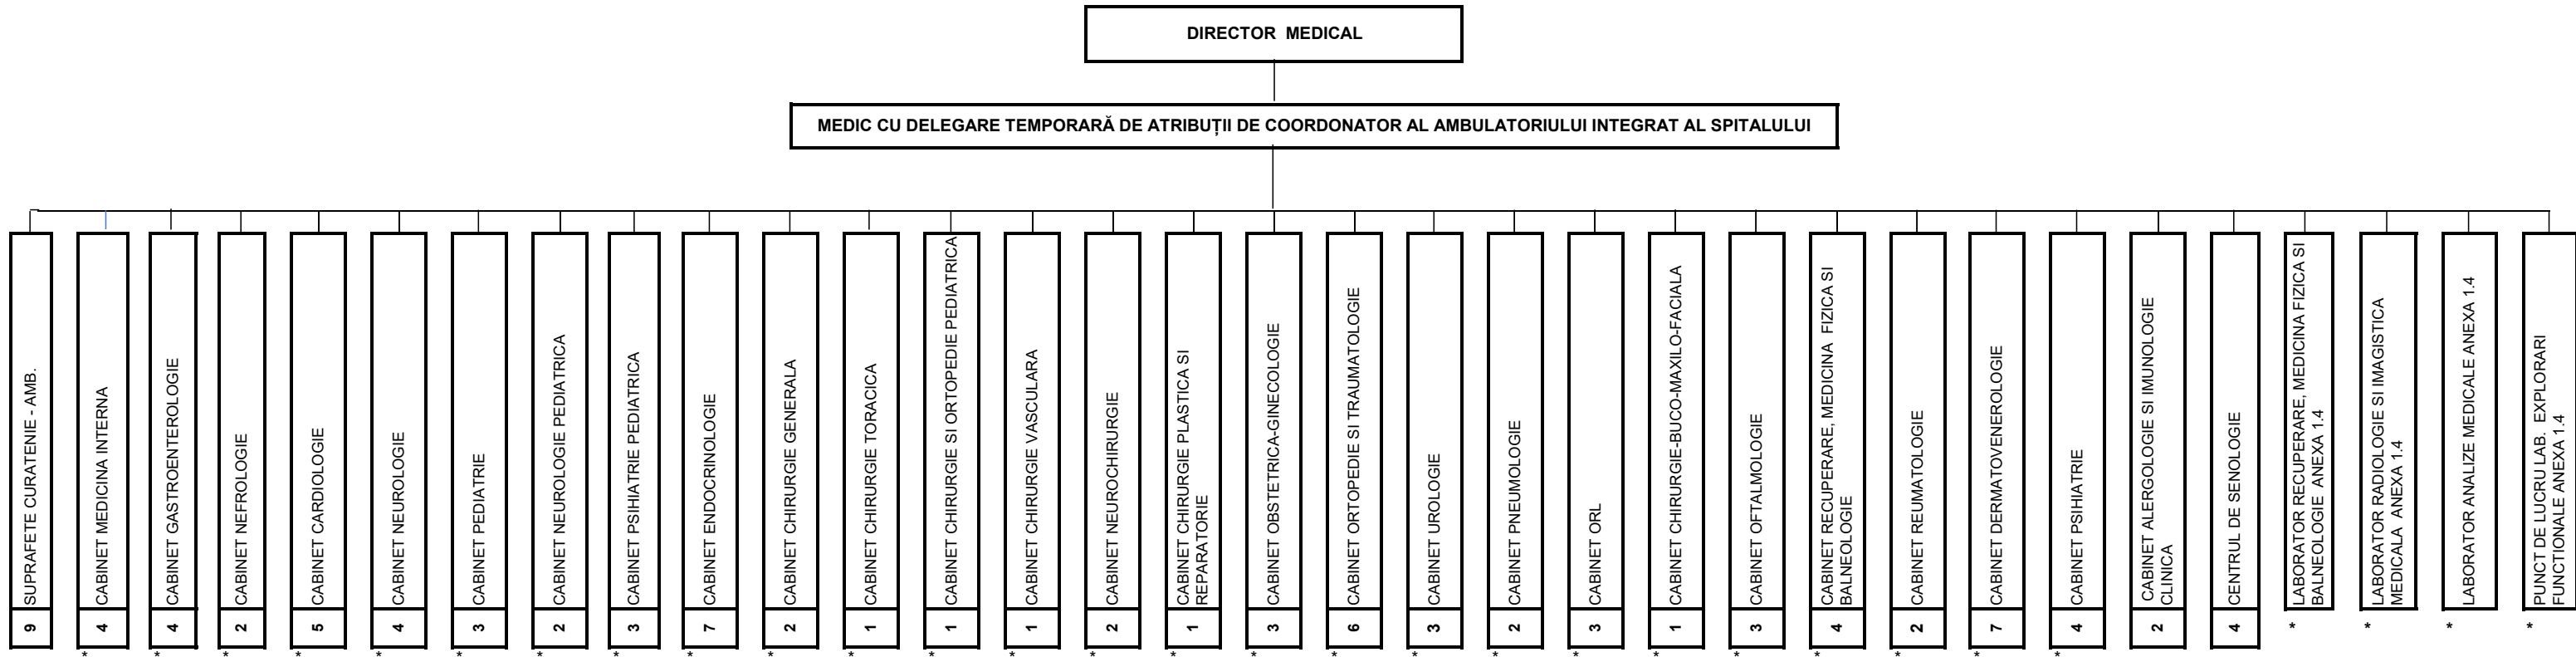 DIRECTOR MEDICAL
MEDIC CU DELEGARE TEMPORARĂ DE ATRIBUȚII DE COORDONATOR AL AMBULATORIULUI INTEGRAT AL SPITALULUI
SUPRAFETE CURATENIE - AMB.
9
CABINET MEDICINA INTERNA
4
*
CABINET GASTROENTEROLOGIE
4
*
CABINET NEFROLOGIE
2
*
CABINET CARDIOLOGIE
5
*
CABINET NEUROLOGIE
4
*
CABINET PEDIATRIE
3
*
CABINET NEUROLOGIE PEDIATRICA
2
*
CABINET PSIHIATRIE PEDIATRICA
3
*
CABINET ENDOCRINOLOGIE
7
*
CABINET CHIRURGIE GENERALA
2
*
CABINET CHIRURGIE TORACICA
1
*
CABINET CHIRURGIE SI ORTOPEDIE PEDIATRICA
1
*
CABINET CHIRURGIE VASCULARA
1
*
CABINET NEUROCHIRURGIE
2
*
CABINET CHIRURGIE PLASTICA SI
REPARATORIE
1
*
CABINET OBSTETRICA-GINECOLOGIE
3
*
CABINET ORTOPEDIE SI TRAUMATOLOGIE
6
*
CABINET UROLOGIE
3
*
CABINET PNEUMOLOGIE
2
*
CABINET ORL
3
*
CABINET CHIRURGIE-BUCO-MAXILO-FACIALA
1
*
CABINET OFTALMOLOGIE
3
*
CABINET RECUPERARE, MEDICINA FIZICA SI
BALNEOLOGIE
4
*
CABINET REUMATOLOGIE
2
*
CABINET DERMATOVENEROLOGIE
7
*
CABINET PSIHIATRIE
4
*
CABINET ALERGOLOGIE SI IMUNOLOGIE
CLINICA
2
CENTRUL DE SENOLOGIE
4
LABORATOR RECUPERARE, MEDICINA FIZICA SI
BALNEOLOGIE ANEXA 1.4
*
LABORATOR RADIOLOGIE SI IMAGISTICA
MEDICALA ANEXA 1.4
*
LABORATOR ANALIZE MEDICALE ANEXA 1.4
*
PUNCT DE LUCRU LAB. EXPLORARI
FUNCTIONALE ANEXA 1.4
*